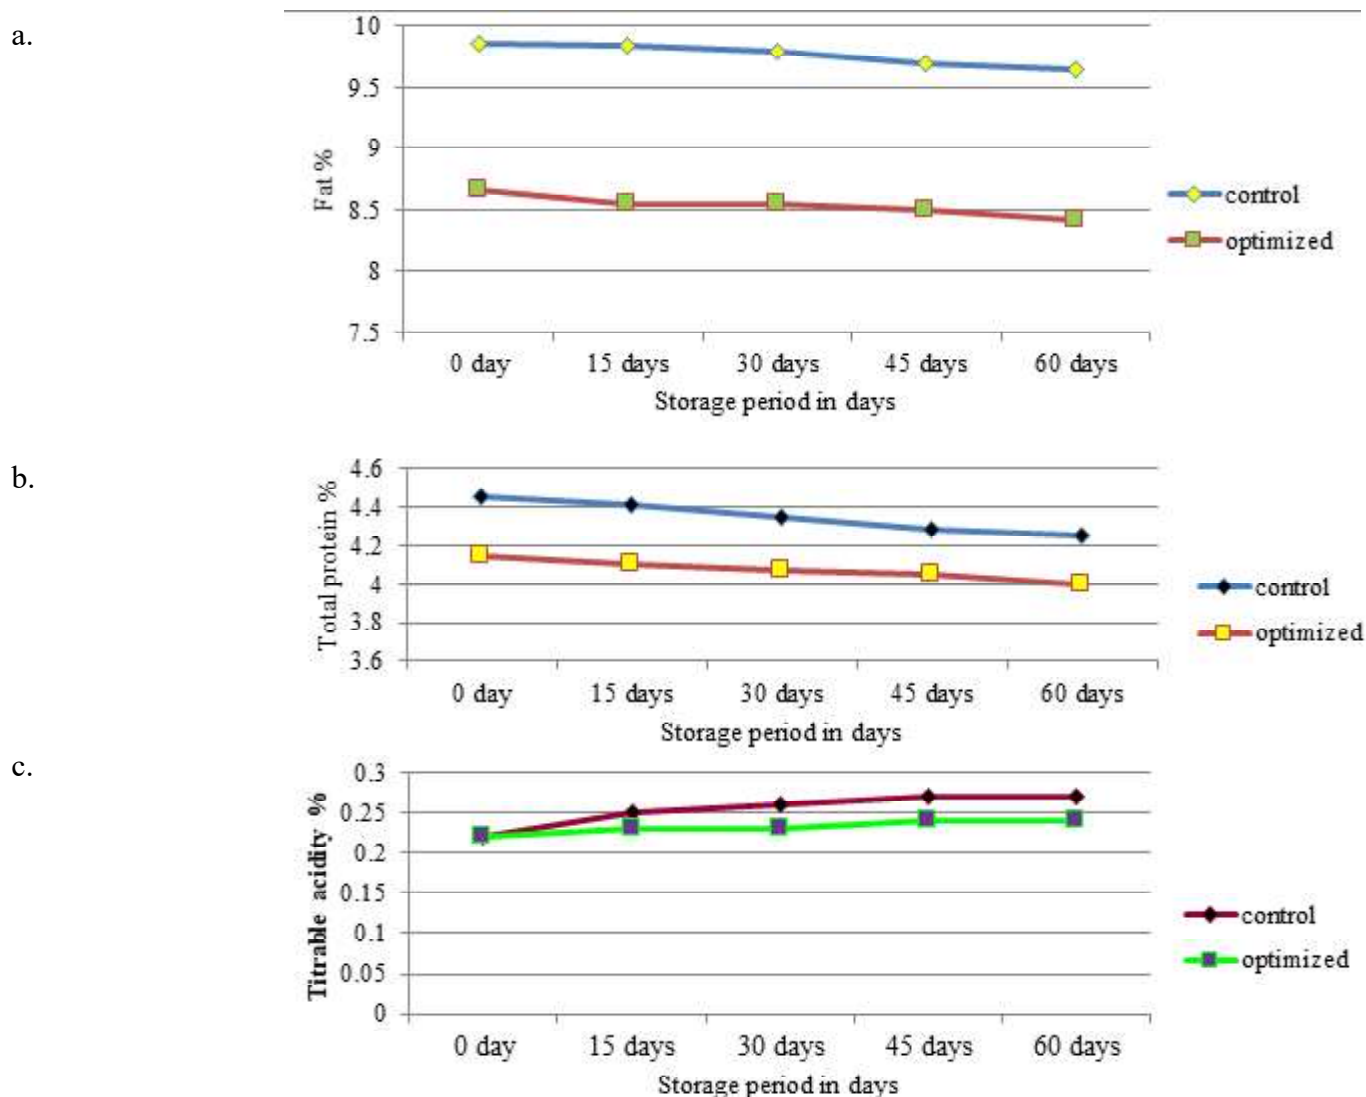 a.
10
9.5
9
8.5
8
7.5
Fat %
0 day 15 days 30 days 45 days 60 days
Storage period in days
control
optimized
b.
4.6
4.4
4.2
4
3.8
3.6
Total protein %
0 day 15 days 30 days 45 days 60 days
Storage period in days
control
optimized
c.
0.3
0.25
0.2
0.15
0.1
0.05
0
Titrable acidity %
0 day 15 days 30 days 45 days 60 days
Storage period in days
control
optimized